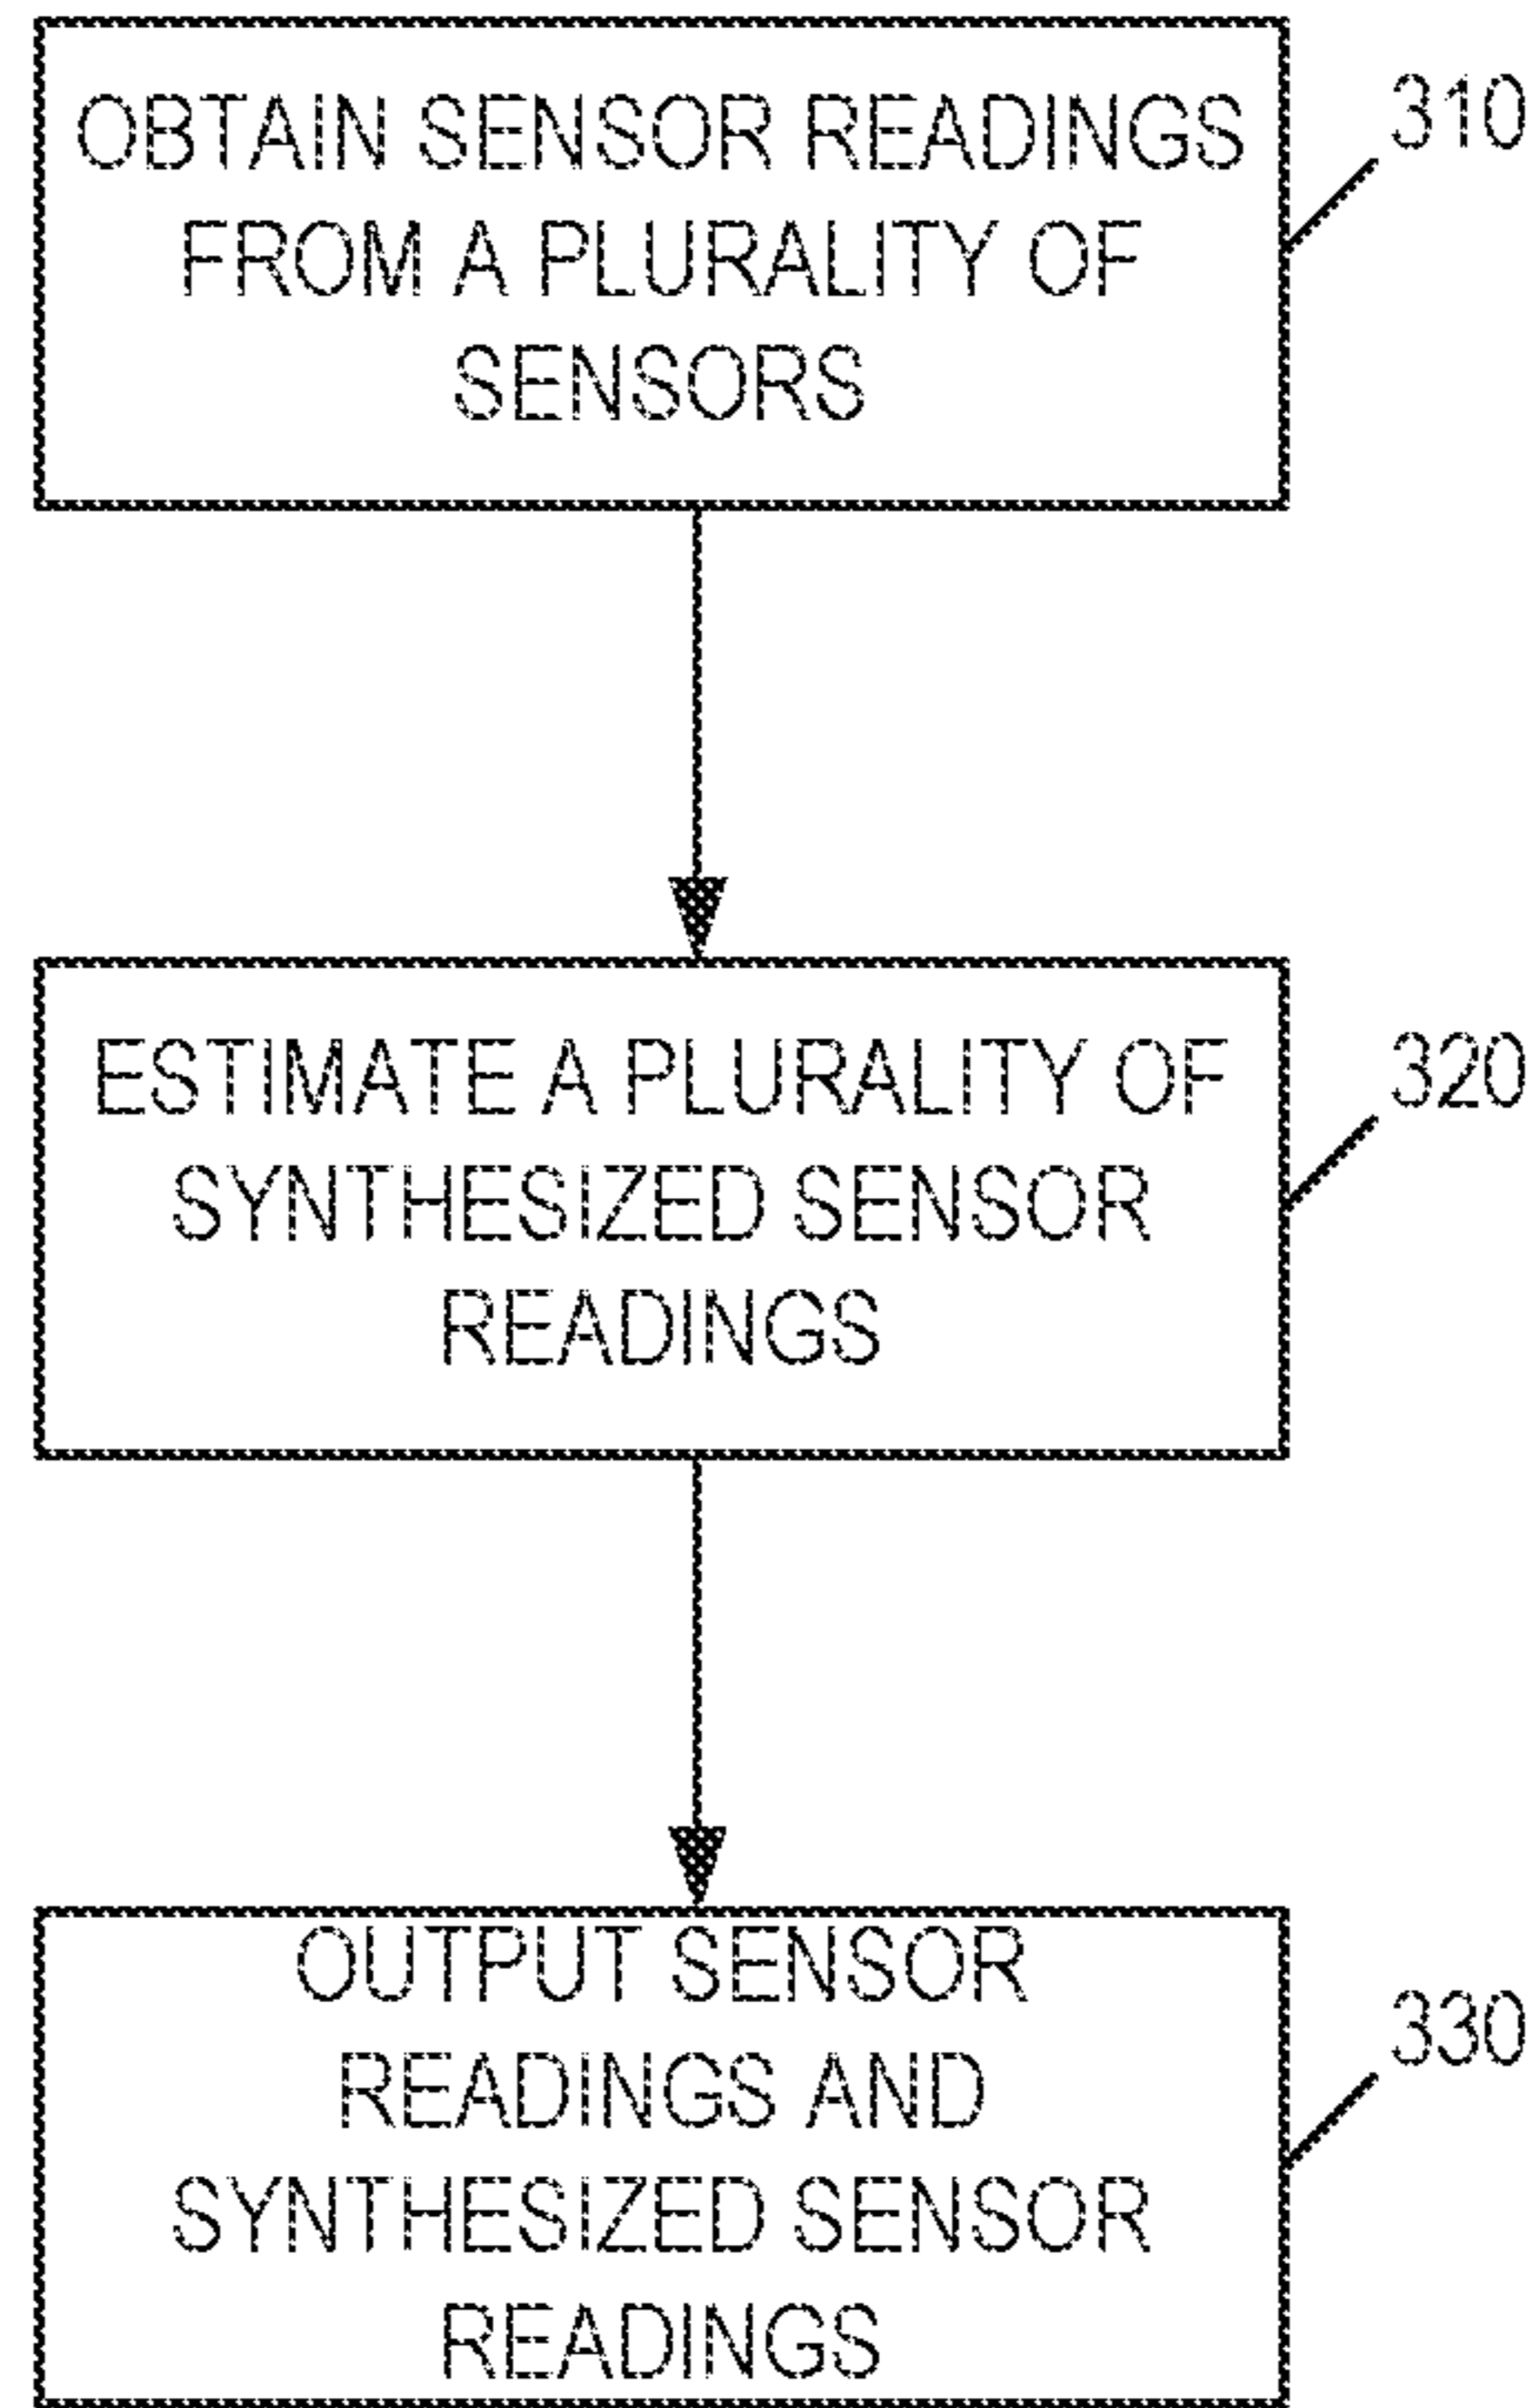 OBTAIN SENSOR READINGS
FROM A PLURALITY OF
SENSORS
310
ESTIMATE A PLURALITY OF
SYNTHESIZED SENSOR
READINGS
320
OUTPUT SENSOR
READINGS AND
SYNTHESIZED SENSOR
READINGS
330